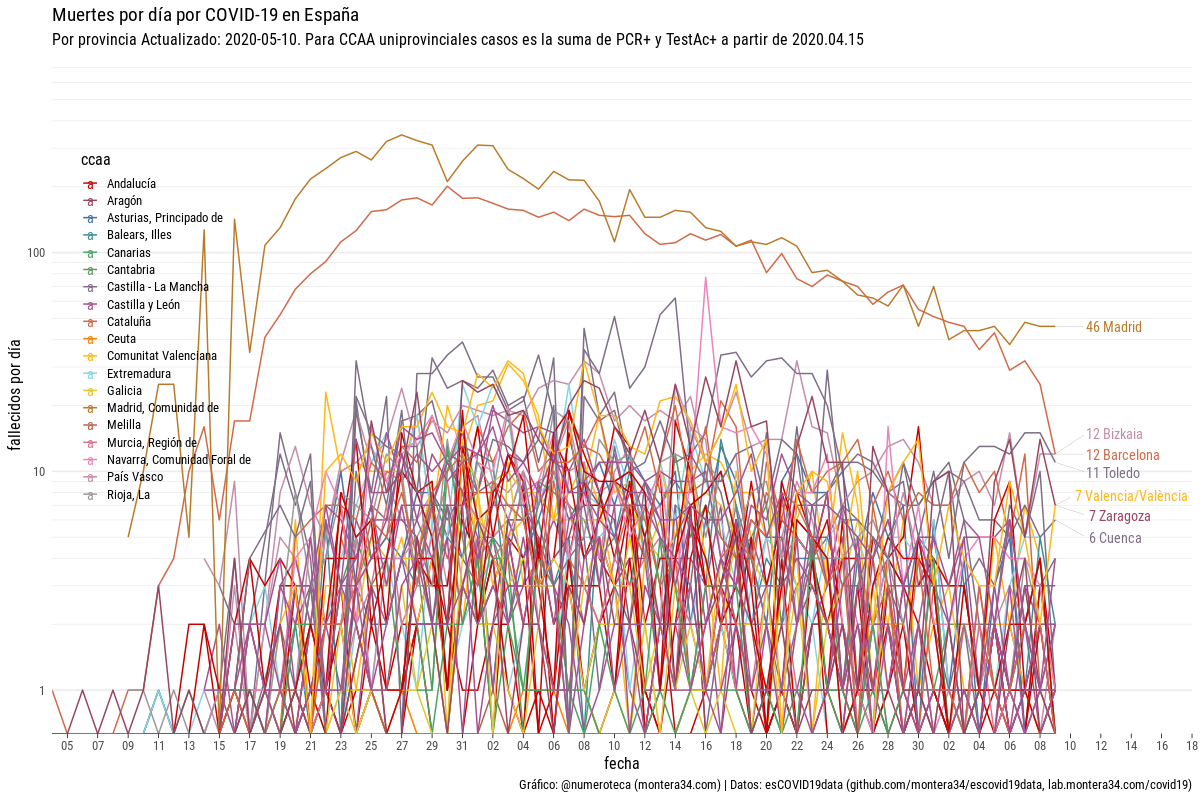 Muertes por día por COVID-19 en España
Por provincia Actualizado: 2020-05-10. Para CCAA uniprovinciales casos es la suma de PCR+ y TestAc+ a partir de 2020.04.15
fallecidos por día
100
10
1
ccaa
Andalucía
Aragón
Asturias, Principado de
Balears, Illes
Canarias
Cantabria
Castilla - La Mancha
Castilla y León
Cataluña
Ceuta
Comunitat Valenciana
Extremadura
Galicia
Madrid, Comunidad de
Melilla
Murcia, Región de
Navarra, Comunidad Foral de
País Vasco
Rioja, La
46 Madrid
12 Bizkaia
12 Barcelona
11 Toledo
7 Valencia/València
7 Zaragoza
6 Cuenca
05 07 09 11 13 15 17 19 21 23 25 27 29 31 02 04 06 08 10 12 14 16 18 20 22 24 26 28 30 02 04 06 08 10 12 14 16 18
fecha
Gráfico: @numeroteca (montera34.com) | Datos: esCOVID19data (github.com/montera34/escovid19data, lab.montera34.com/covid19)